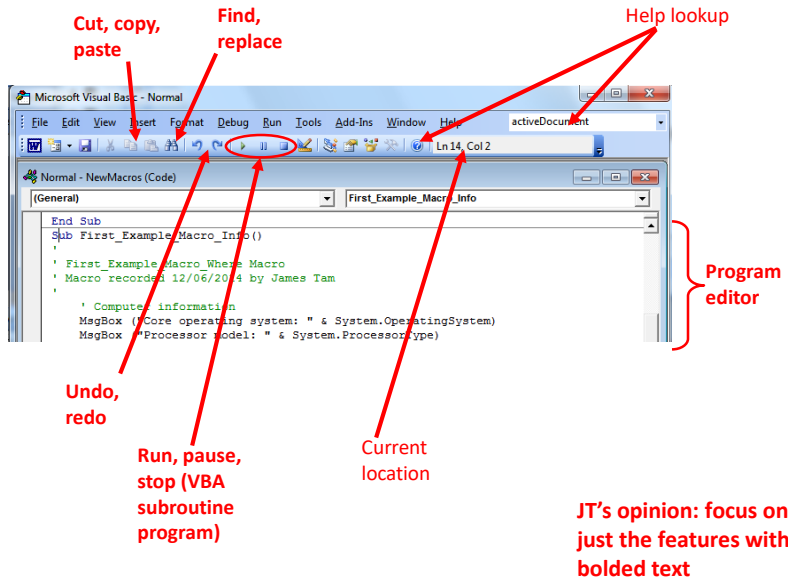 Cut, copy,
paste
Find,
replace
Help lookup
Microsoft Visual Basic - Normal
File Edit View Insert Format Debug Run Tools Add-Ins Window Help activeDocument
Ln 14, Col 2
Normal - NewMacros (Code)
(General) First_Example_Macro_Info
End Sub
Sub First_Example_Macro_Info()
'
' First_Example_Macro_Where Macro
' Macro recorded 12/06/2014 by James Tam
'
' Computer information
MsgBox ("Core operating system: " & System.OperatingSystem)
MsgBox ("Processor model: " & System.ProcessorType)
Program
editor
Undo,
redo
Run, pause,
stop (VBA
subroutine
program)
Current
location
JT’s opinion: focus on
just the features with
bolded text